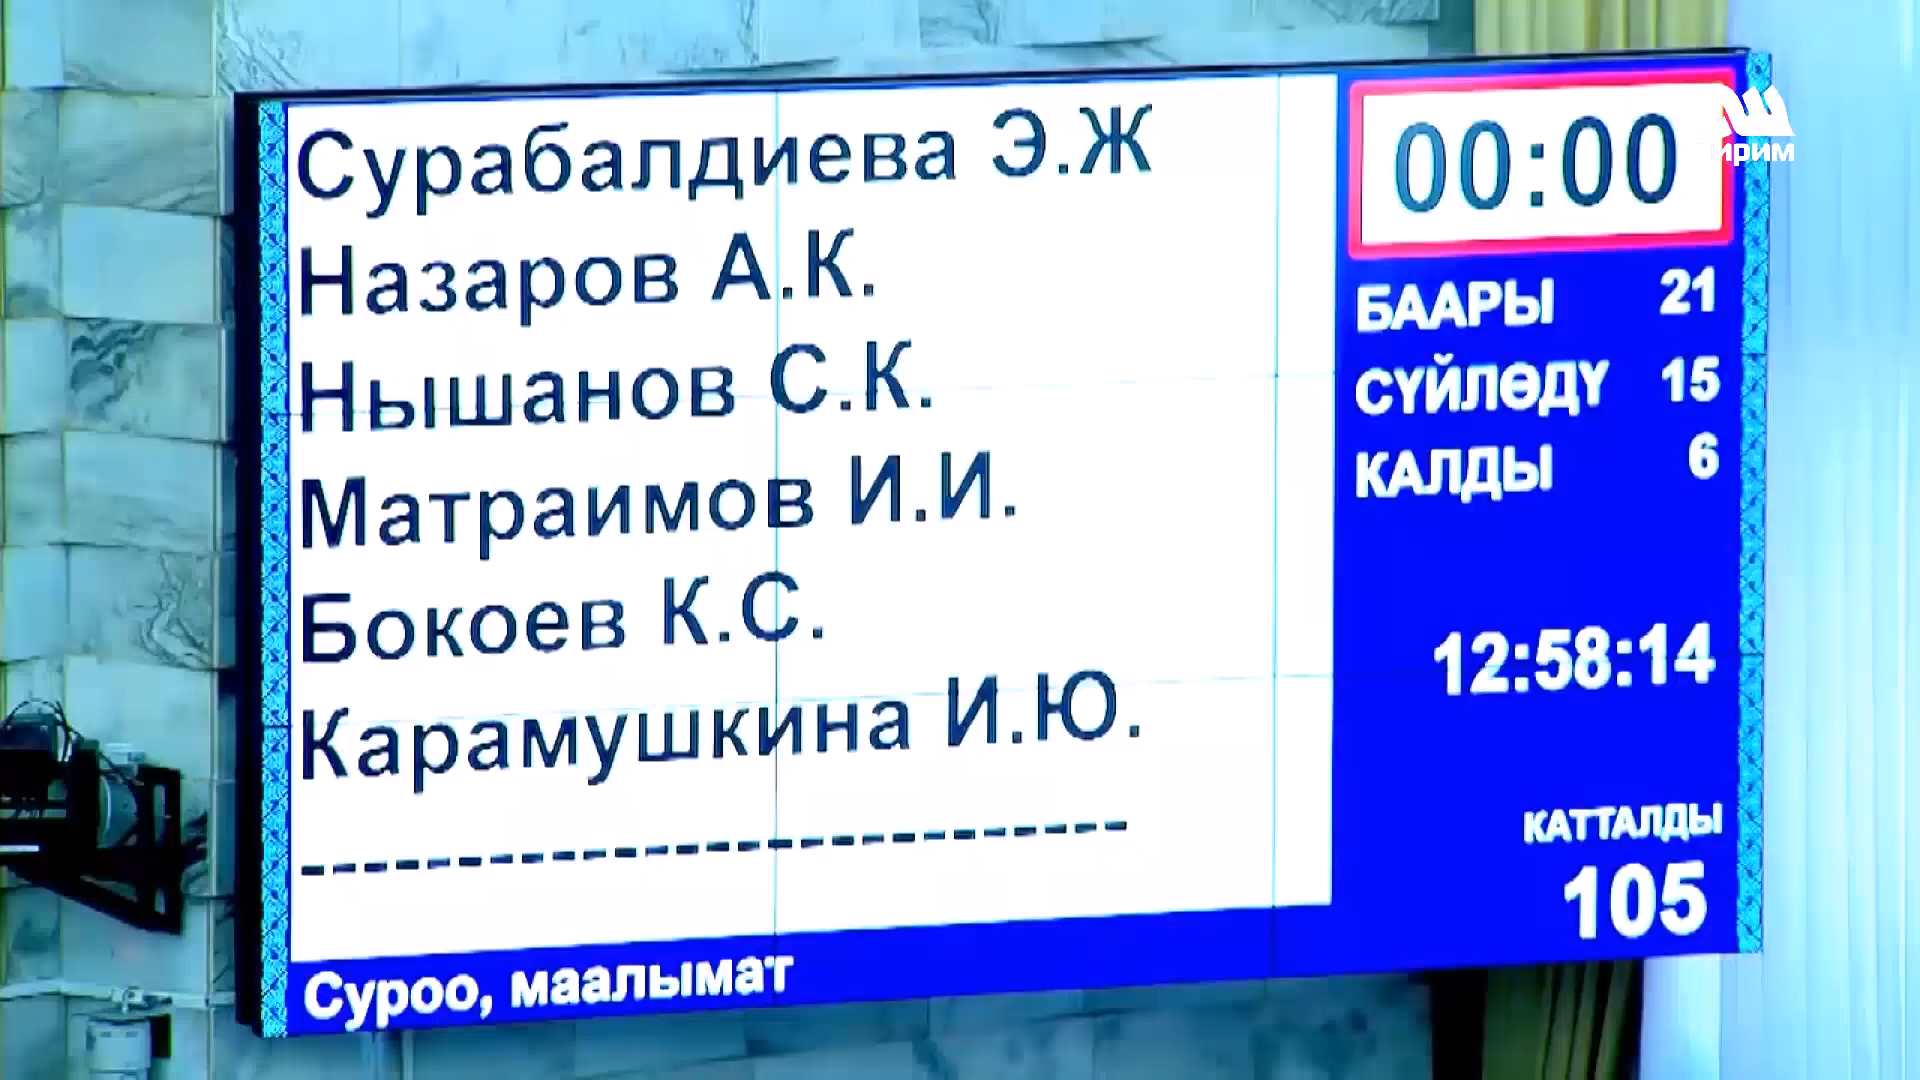 Сурабалдиева Э.Ж
Назаров А.К.
Нышанов С.К.
Матраимов И.И.
Бокоев К.С.
Карамушкина И.Ю.
---------------------------
Суроо, маалымат
00:00
БААРЫ 21
СҮЙЛӨДҮ 15
КАЛДЫ 6
12:58:14
КАТТАЛДЫ
105